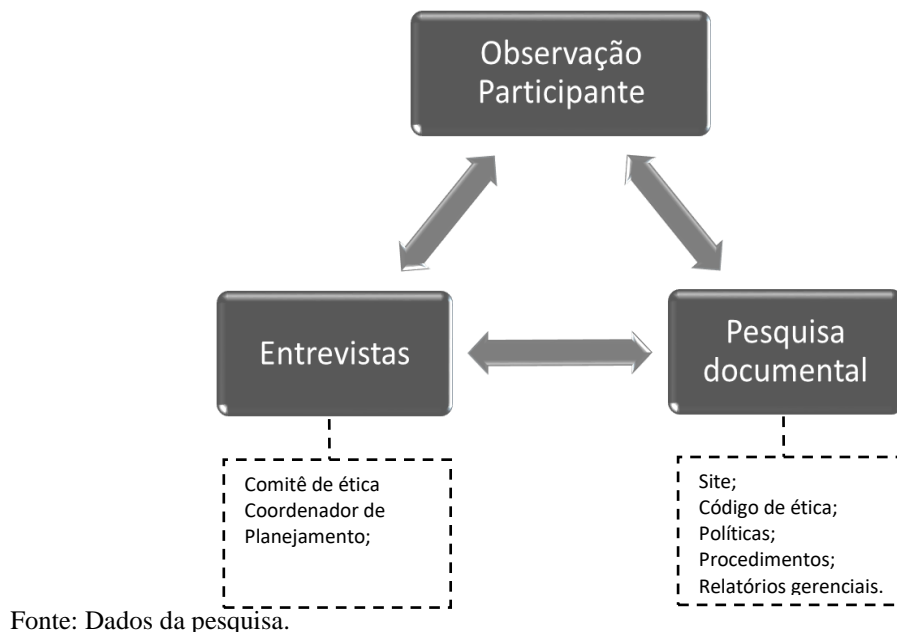 Observação
Participante
Entrevistas
Pesquisa
documental
Comitê de ética
Coordenador de
Planejamento;
Site;
Código de ética;
Políticas;
Procedimentos;
Relatórios gerenciais.
Fonte: Dados da pesquisa.